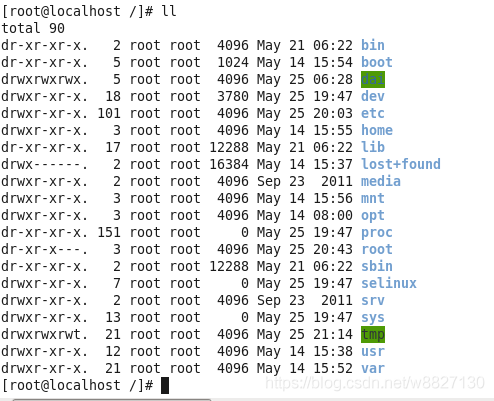 [root@localhost /]# ll
total 90
dr-xr-xr-x.   2 root root  4096 May 21 06:22 bin
dr-xr-xr-x.   5 root root  1024 May 14 15:54 boot
drwxrwxrwx.   5 root root  4096 May 25 06:28 dat
drwxr-xr-x.  18 root root  3780 May 25 19:47 dev
drwxr-xr-x. 101 root root  4096 May 25 20:03 etc
drwxr-xr-x.   3 root root  4096 May 14 15:55 home
dr-xr-xr-x.  17 root root 12288 May 21 06:22 lib
drwx------.   2 root root 16384 May 14 15:37 lost+found
drwxr-xr-x.   2 root root  4096 Sep 23  2011 media
drwxr-xr-x.   3 root root  4096 May 14 15:56 mnt
drwxr-xr-x.   3 root root  4096 May 14 08:00 opt
dr-xr-xr-x. 151 root root     0 May 25 19:47 proc
dr-xr-x---.   3 root root  4096 May 25 20:43 root
dr-xr-xr-x.   2 root root 12288 May 21 06:22 sbin
drwxr-xr-x.   7 root root     0 May 25 19:47 selinux
drwxr-xr-x.   2 root root  4096 Sep 23  2011 srv
drwxr-xr-x.  13 root root     0 May 25 19:47 sys
drwxrwxrwt.  21 root root  4096 May 25 21:14 tmp
drwxr-xr-x.  12 root root  4096 May 14 15:38 usr
drwxr-xr-x.  21 root root  4096 May 14 15:52 var
[root@localhost /]#
https://blog.csdn.net/w8827130